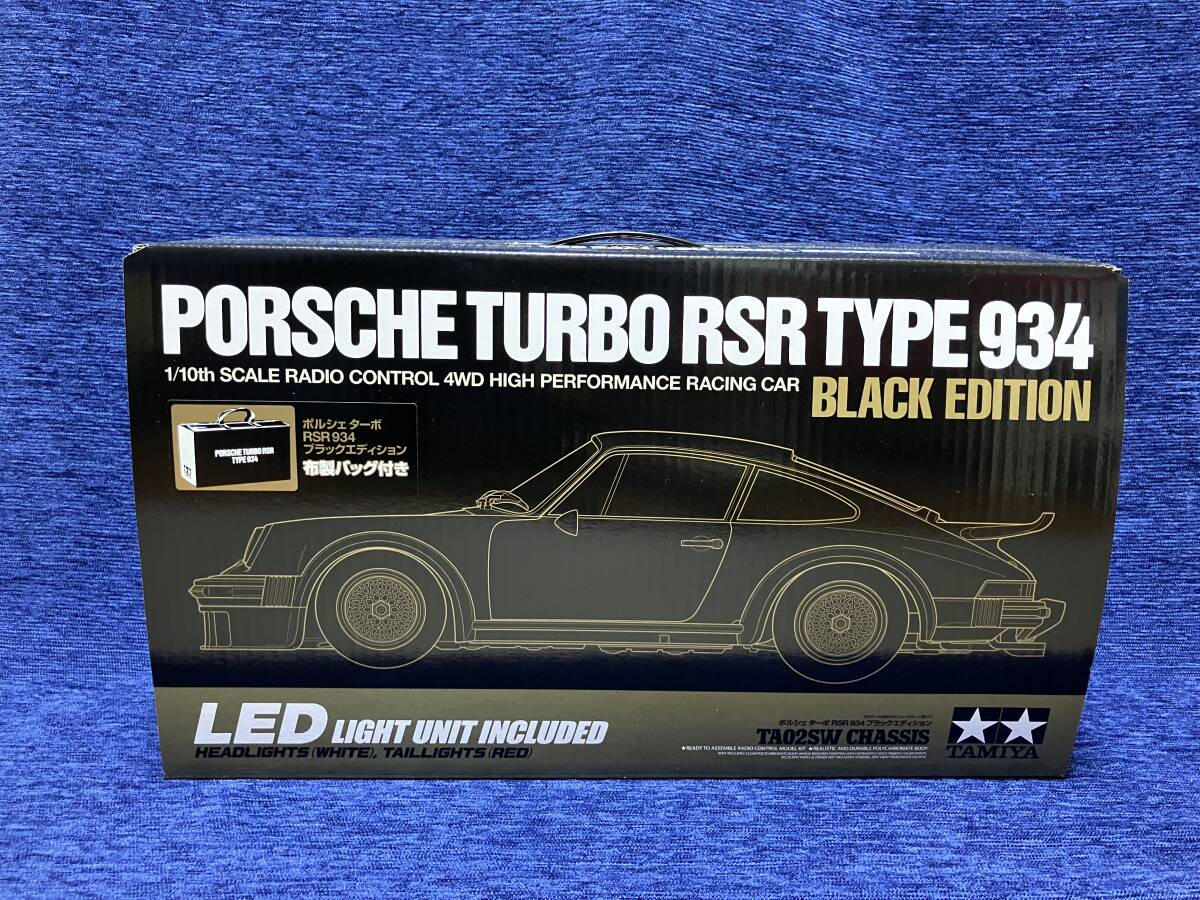 PORSCHE TURBO RSR TYPE 934
1/10th SCALE RADIO CONTROL 4WD HIGH PERFORMANCE RACING CAR
BLACK EDITION
PORSCHE TURBO RSR
TYPE 934
ポルシェ ターボ
RSR 934
ブラックエディション
布製バッグ付き
LED LIGHT UNIT INCLUDED
HEADLIGHTS (WHITE), TAILLIGHTS (RED)
ポルシェ ターボ RSR 934 ブラックエディション
TA02SW CHASSIS
★READY TO ASSEMBLE RADIO CONTROL MODEL KIT ★REALISTIC AND DURABLE POLYCARBONATE BODY
TAMIYA